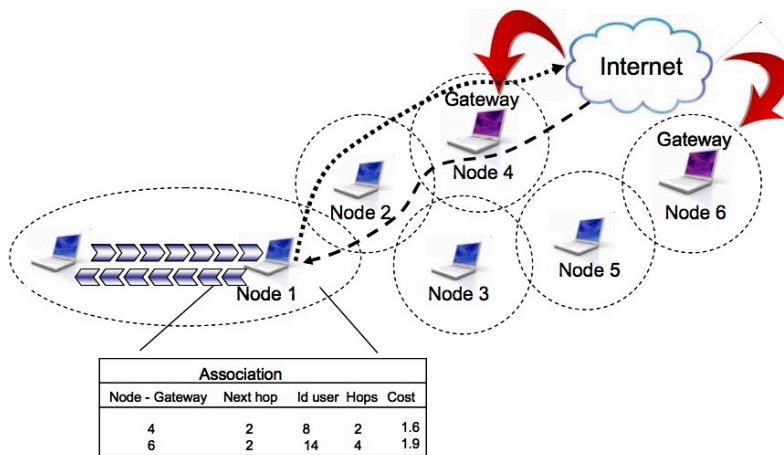 Internet
Gateway
Gateway
Node 4
Node 2
Node 6
Node 5
Node 1
Node 3
Association
Node - Gateway Next hop Id user Hops Cost
4 2 8 2 1.6
6 2 14 4 1.9